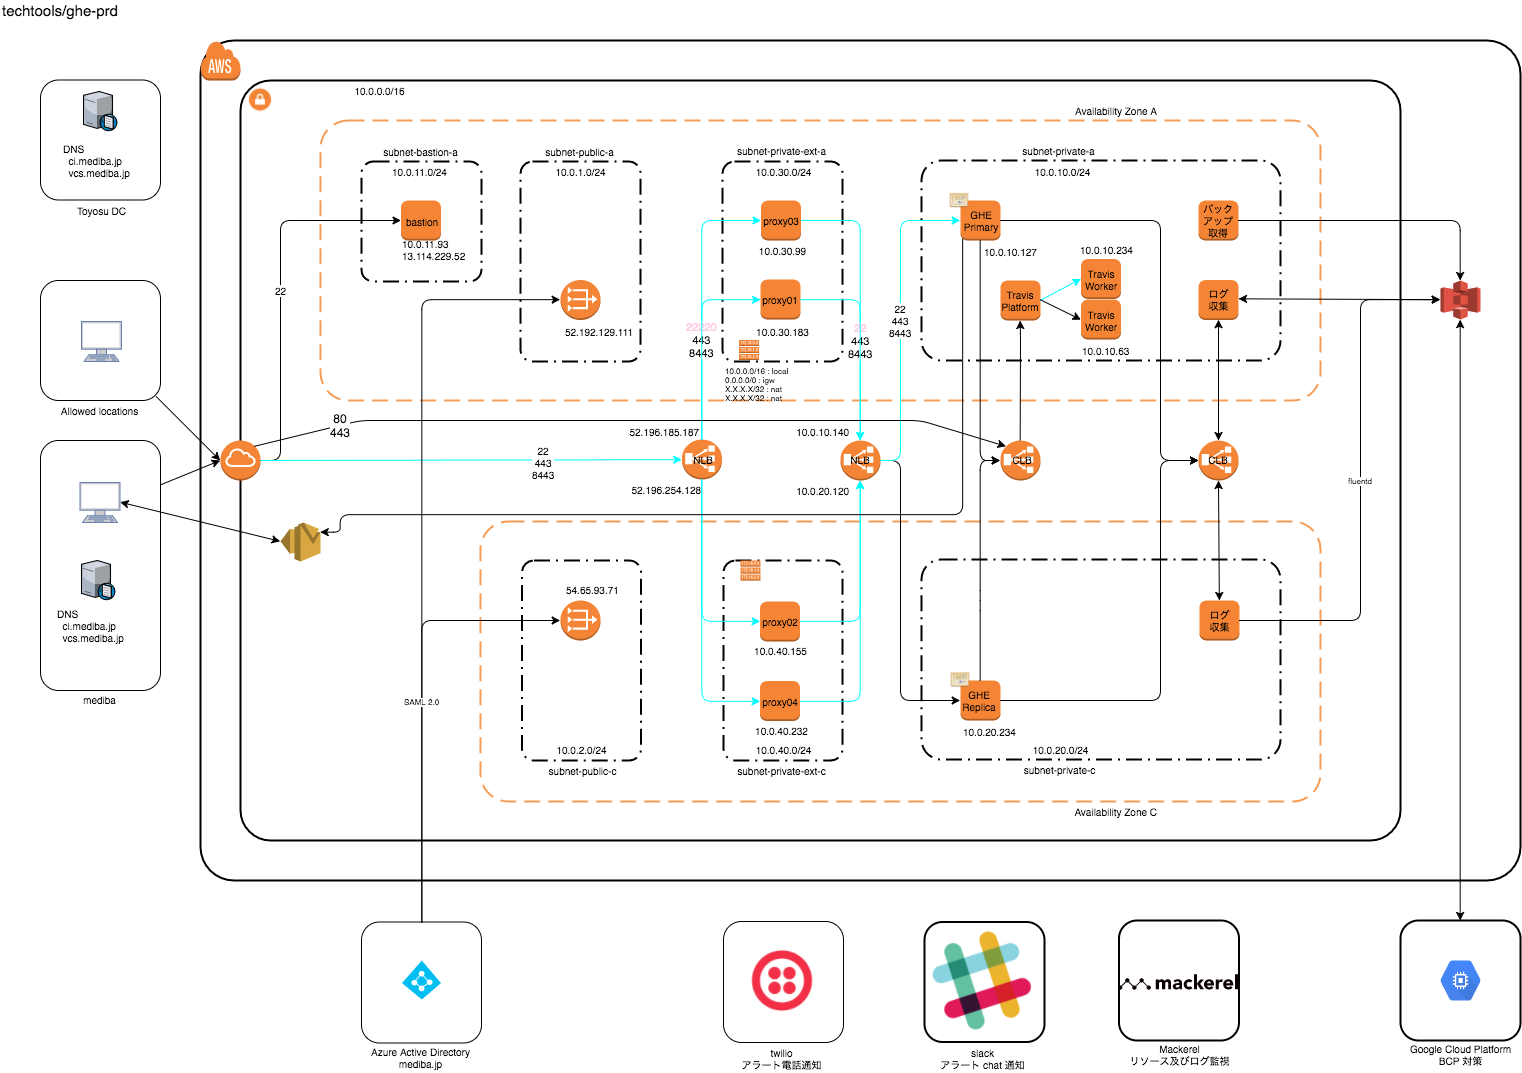 techtools/ghe-prd
AWS
10.0.0.0/16
Availability Zone A
DNS
ci.mediba.jp
vcs.mediba.jp
Toyosu DC
subnet-bastion-a
10.0.11.0/24
bastion
10.0.11.93
13.114.229.52
subnet-public-a
10.0.1.0/24
52.192.129.111
subnet-private-ext-a
10.0.30.0/24
proxy03
10.0.30.99
proxy01
10.0.30.183
10.0.0.0/16 : local
0.0.0.0/0 : igw
X.X.X.X/32 : nat
X.X.X.X/32 : nat
subnet-private-a
10.0.10.0/24
GHE
Primary
10.0.10.127
Travis
Platform
10.0.10.234
Travis
Worker
Travis
Worker
10.0.10.63
バック
アップ
取得
ログ
収集
22
22220
443
8443
22
443
8443
22
443
8443
Allowed locations
80
443
22
443
8443
52.196.185.187
NLB
52.196.254.128
10.0.10.140
NLB
10.0.20.120
CLB
CLB
fluentd
DNS
ci.mediba.jp
vcs.mediba.jp
mediba
54.65.93.71
10.0.2.0/24
subnet-public-c
proxy02
10.0.40.155
proxy04
10.0.40.232
10.0.40.0/24
subnet-private-ext-c
GHE
Replica
10.0.20.234
10.0.20.0/24
subnet-private-c
ログ
収集
SAML 2.0
Availability Zone C
Azure Active Directory
mediba.jp
twilio
アラート電話通知
slack
アラート chat 通知
mackerel
Mackerel
リソース及びログ監視
Google Cloud Platform
BCP 対策